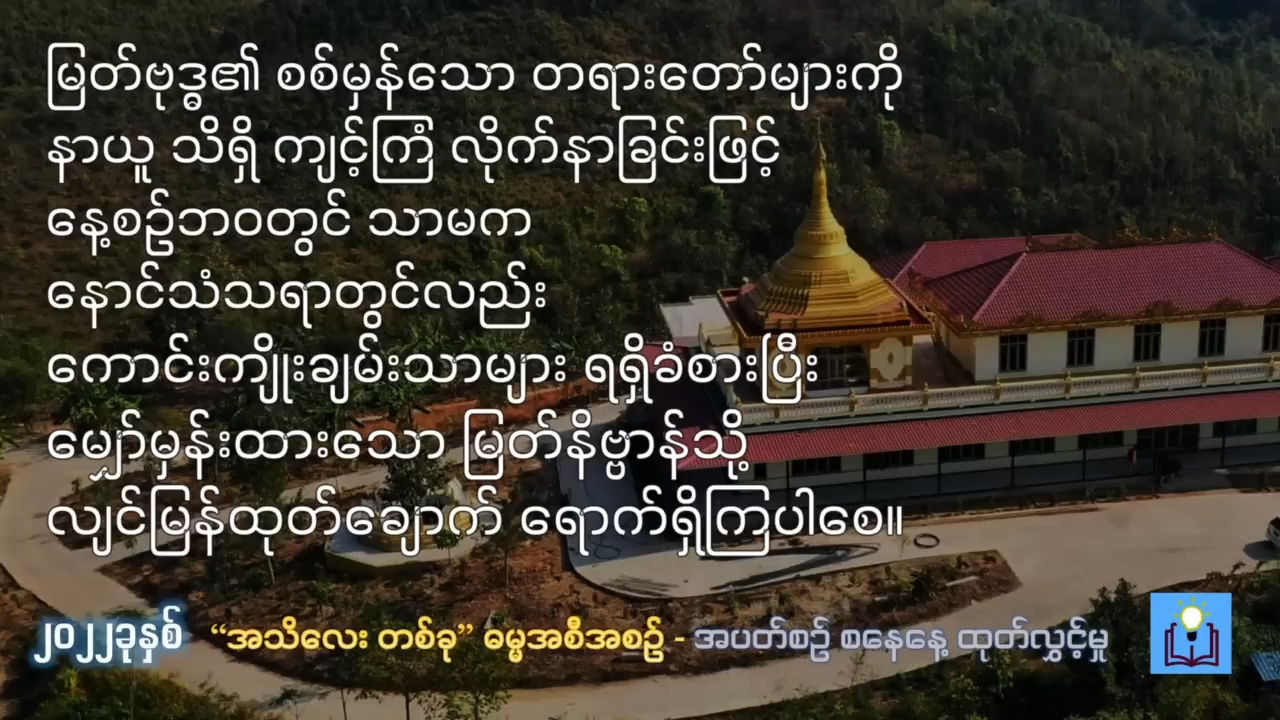 မြတ်ဗုဒ္ဓ၏ စစ်မှန်သော တရားတော်များကို
နာယူ သိရှိ ကျင့်ကြံ လိုက်နာခြင်းဖြင့်
နေ့စဉ်ဘဝတွင် သာမက
နောင်သံသရာတွင်လည်း
ကောင်းကျိုးချမ်းသာများ ရရှိခံစားပြီး
မျှော်မှန်းထားသော မြတ်နိဗ္ဗာန်သို့
လျင်မြန်ထုတ်ချောက် ရောက်ရှိကြပါစေ။
၂၀၂၂ခုနှစ် “အသိလေး တစ်ခု” ဓမ္မအစီအစဉ် - အပတ်စဉ် စနေနေ့ ထုတ်လွှင့်မှု